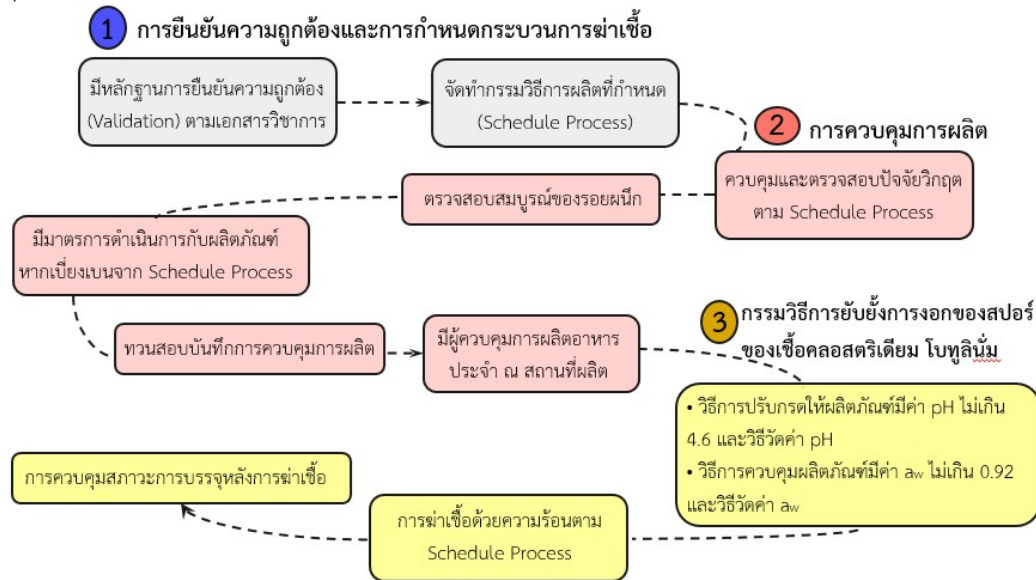 1 การยืนยันความถูกต้องและการกำหนดกระบวนการฆ่าเชื้อ
มีหลักฐานการยืนยันความถูกต้อง
(Validation) ตามเอกสารวิชาการ
จัดทำกรรมวิธีการผลิตที่กำหนด
(Schedule Process)
2 การควบคุมการผลิต
ควบคุมและตรวจสอบปัจจัยวิกฤต
ตาม Schedule Process
ตรวจสอบสมบูรณ์ของรอยผนึก
มีมาตรการดำเนินการกับผลิตภัณฑ์
หากเบี่ยงเบนจาก Schedule Process
ทวนสอบบันทึกการควบคุมการผลิต
มีผู้ควบคุมการผลิตอาหาร
ประจำ ณ สถานที่ผลิต
3 กรรมวิธีการยับยั้งการงอกของสปอร์
ของเชื้อคลอสตริเดียม โบทูลินั่ม
• วิธีการปรับกรดให้ผลิตภัณฑ์มีค่า pH ไม่เกิน
4.6 และวิธีวัดค่า pH
• วิธีการควบคุมผลิตภัณฑ์มีค่า aw ไม่เกิน 0.92
และวิธีวัดค่า aw
การฆ่าเชื้อด้วยความร้อนตาม
Schedule Process
การควบคุมสภาวะการบรรจุหลังการฆ่าเชื้อ